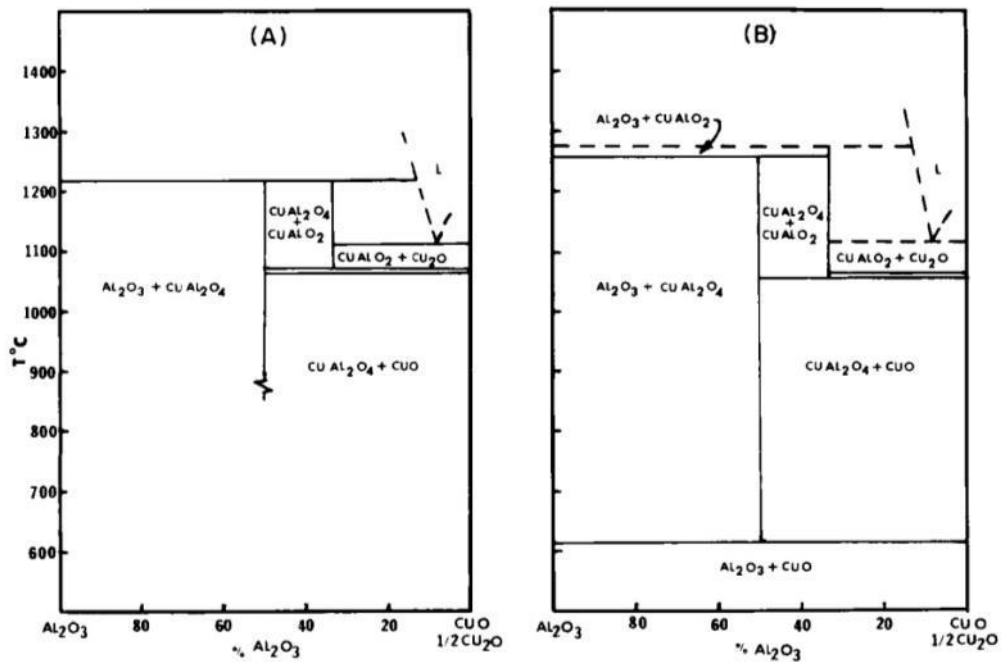 (A)
1400
1300
1200
1100
1000
900
800
700
600
T°C
L
CUAL2O4
+
CUALO2
CUALO2 + CU2O
AL2O3 + CUAL2O4
CUAL2O4 + CUO
AL2O3
80
60
40
20
CUO
1/2CU2O
% AL2O3
(B)
AL2O3 + CUALO2
L
CUAL2O4
+
CUALO2
CUALO2 + CU2O
AL2O3 + CUAL2O4
CUAL2O4 + CUO
AL2O3 + CUO
AL2O3
80
60
40
20
CUO
1/2CU2O
% AL2O3